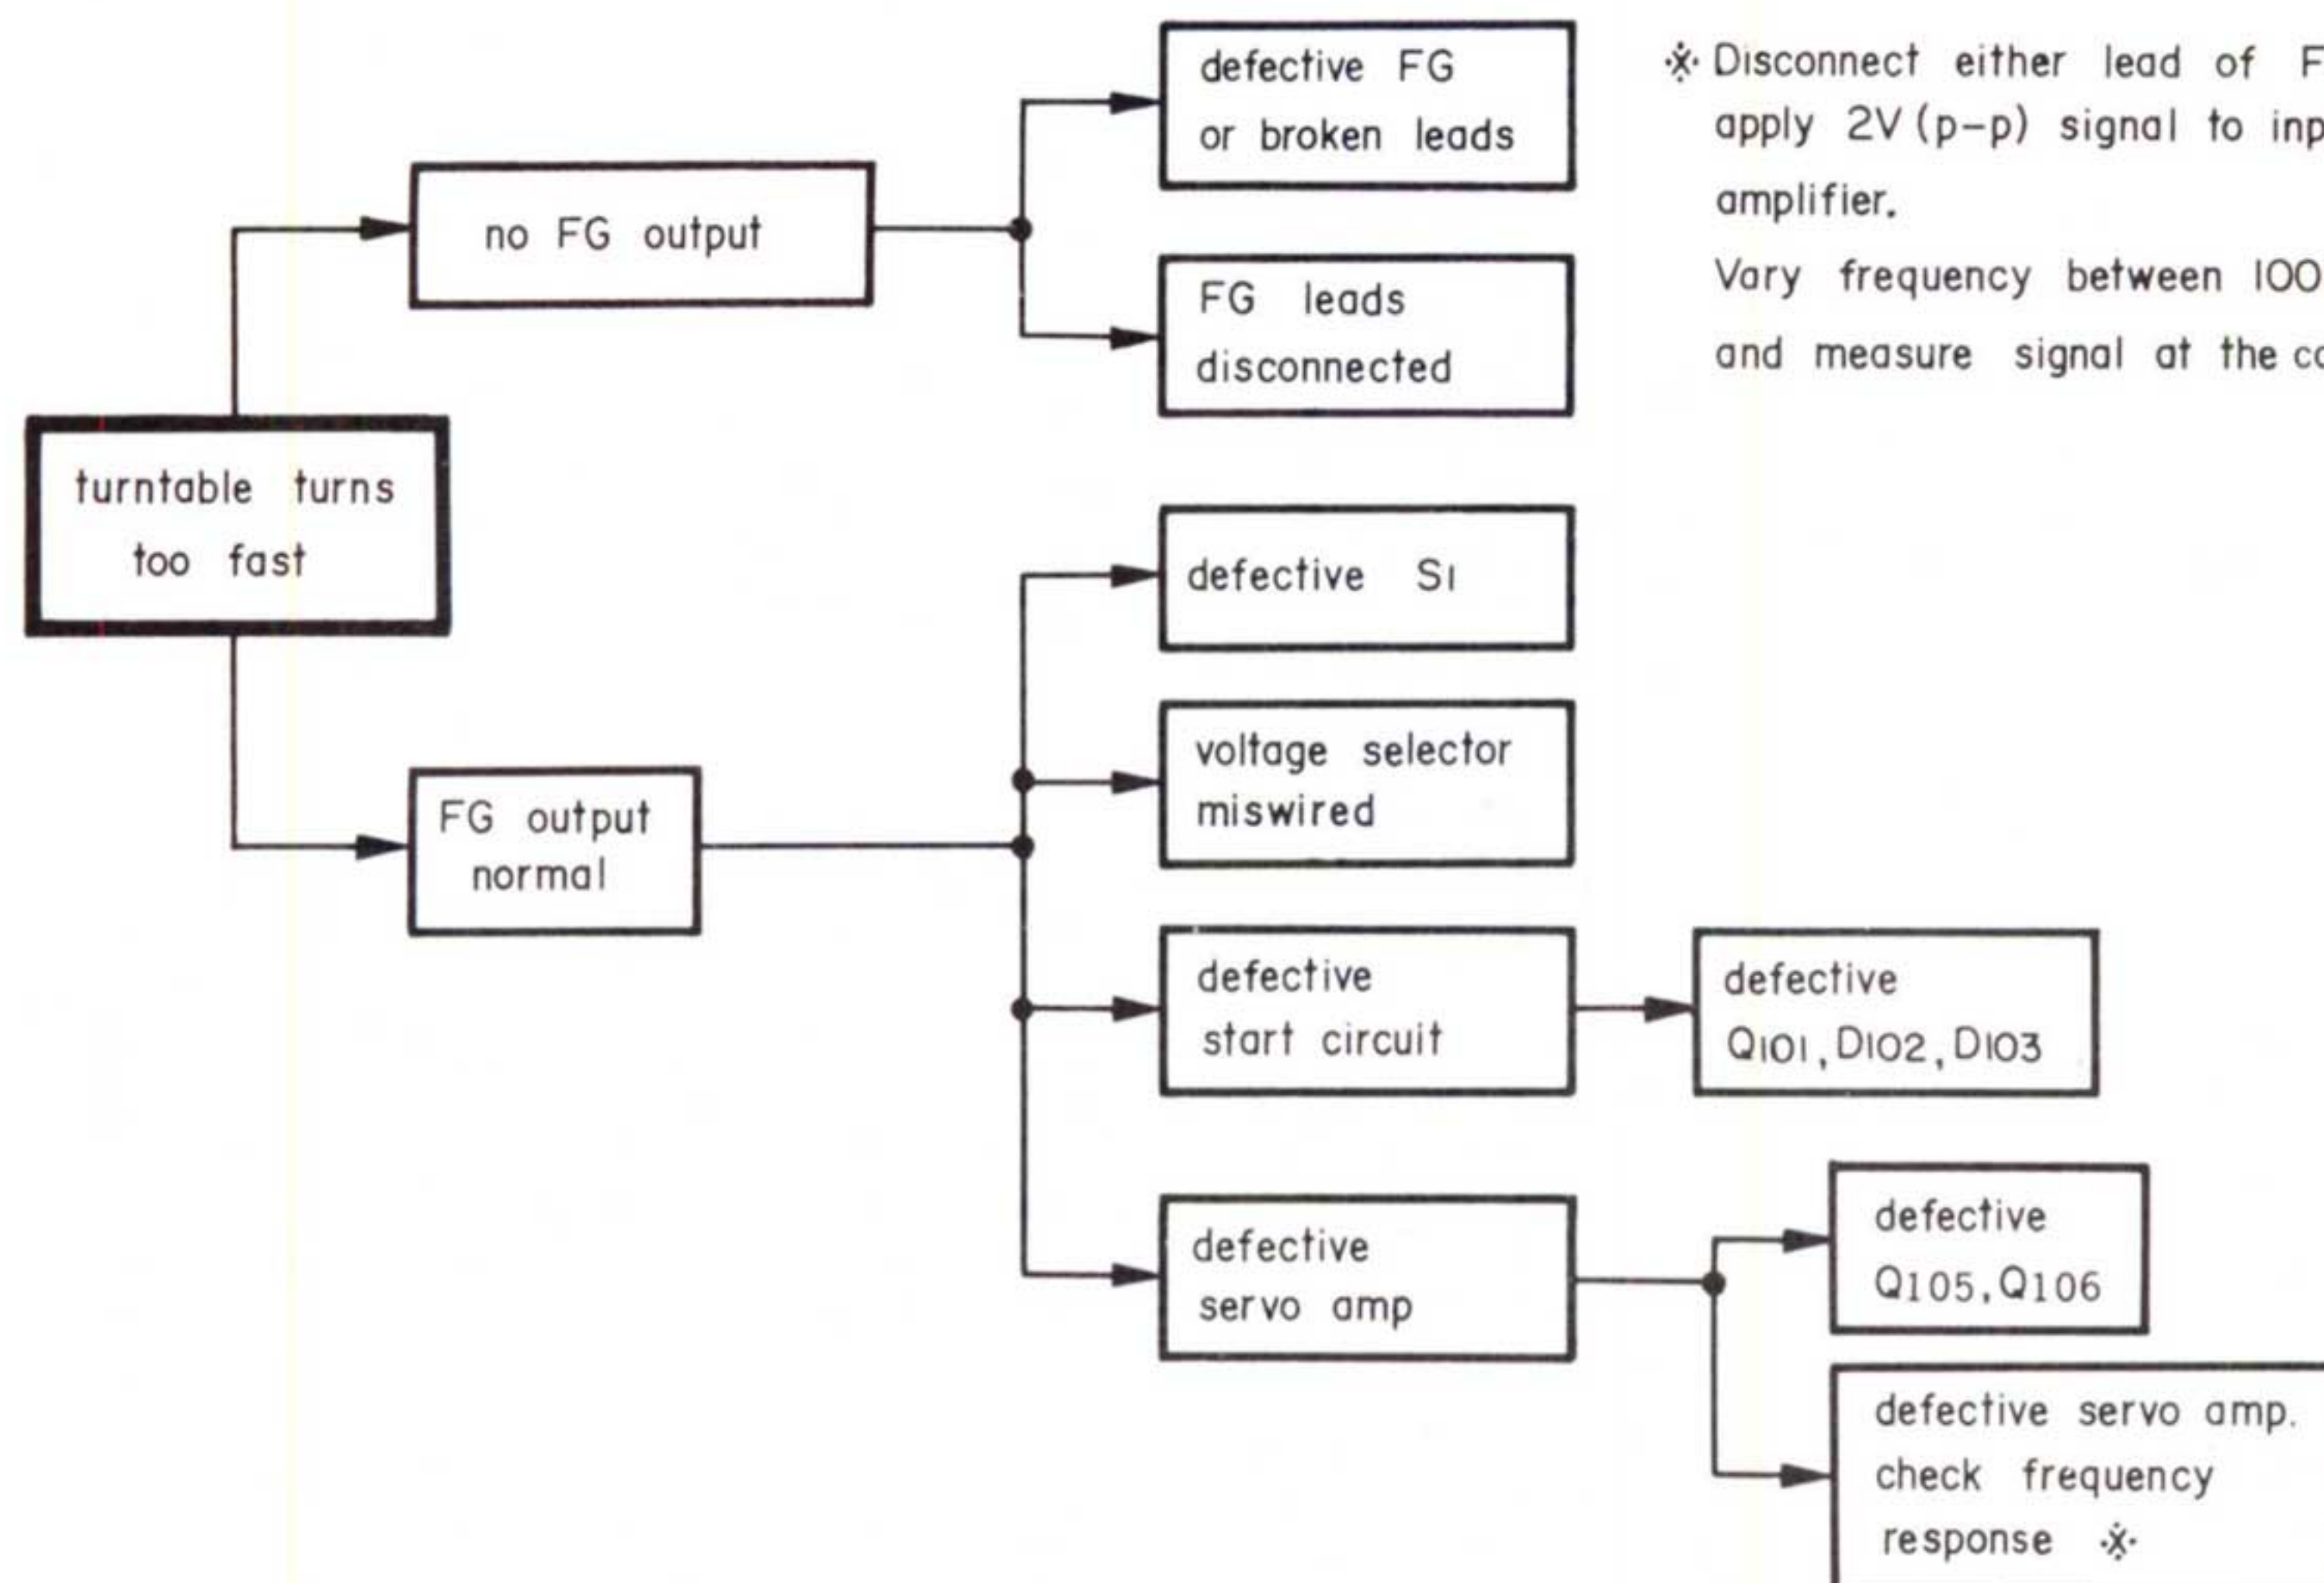 defective FG
or broken leads
※ Disconnect either lead of
apply 2V(p-p) signal to
amplifier.
Vary frequency between 100
and measure signal at the
no FG output
FG leads
disconnected
turntable turns
too fast
defective S1
voltage selector
miswired
FG output
normal
defective
start circuit
defective
Q101, D102, D103
defective
servo amp
defective
Q105, Q106
defective servo amp.
check frequency
response ※